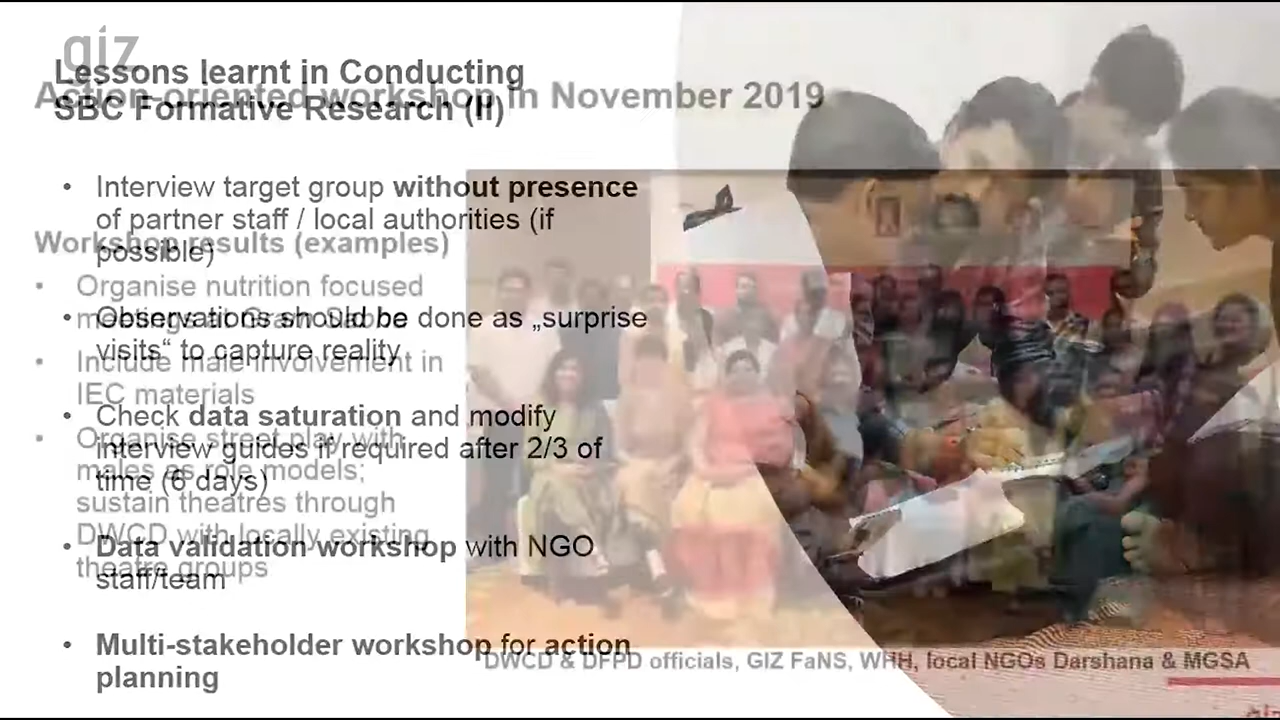 giz
Lessons learnt in Conducting
SBC Formative Research (II)
Action-oriented workshop in November 2019
• Interview target group without presence
of partner staff / local authorities (if
possible)
• Observations should be done as „surprise
visits“ to capture reality
• Check data saturation and modify
interview guides if required after 2/3 of
time (6 days)
• Data validation workshop with NGO
staff/team
• Multi-stakeholder workshop for action
planning
Workshop results (examples)
• Organise nutrition focused
meetings at Gram
• Include male involvement in
IEC materials
• Organise street play with
males as role models;
sustain theatres through
DWCD with locally existing
theatre groups
DWCD & DFPD officials, GIZ FaNS, WHH, local NGOs Darshana & MGSA